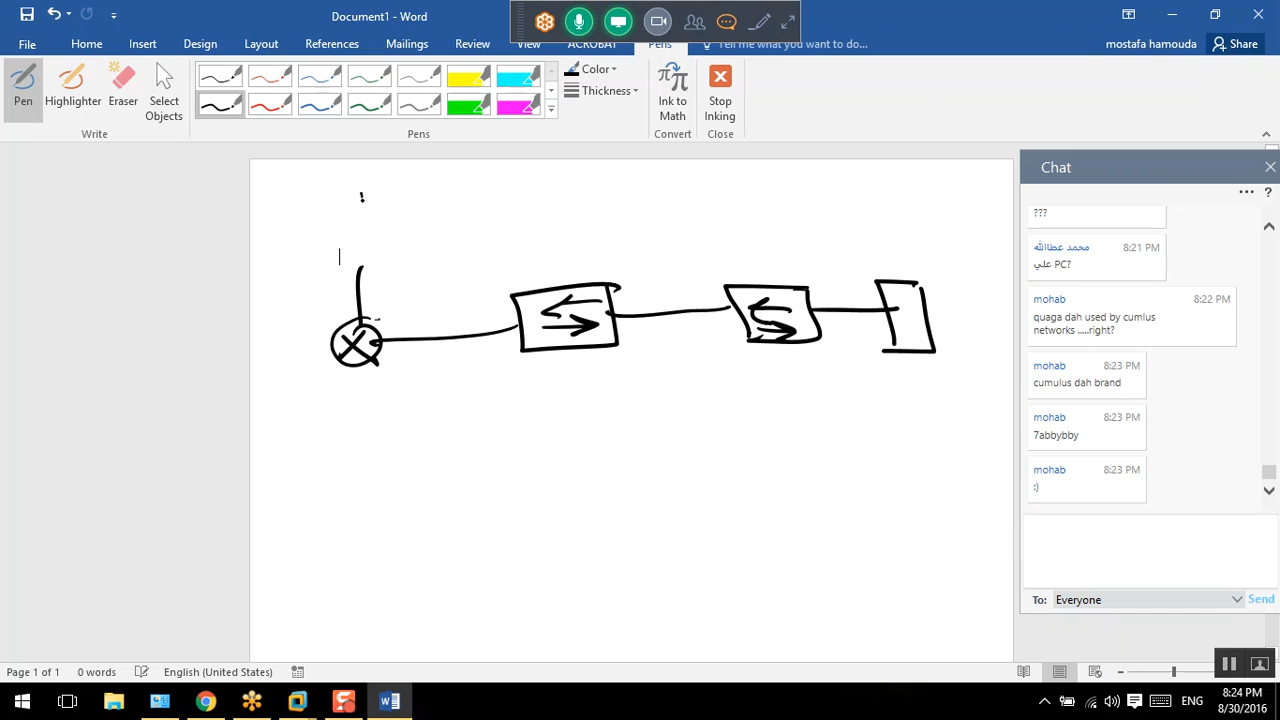 Document1 - Word
File
Home
Insert
Design
Layout
References
Mailings
Review
View
ACROBAT
Pens
Tell me what you want to do...
mostafa hamouda
Share
Pen
Highlighter
Eraser
Select
Objects
Color
Thickness
Ink to
Math
Stop
Inking
Write
Pens
Convert
Close
Chat
???
محمد عطاالله
8:21 PM
علي PC?
mohab
8:22 PM
quaga dah used by cumlus
networks .....right?
mohab
8:23 PM
cumulus dah brand
mohab
8:23 PM
7abbybby
mohab
8:23 PM
:)
To:
Everyone
Send
Page 1 of 1
0 words
English (United States)
ENG
8:24 PM
8/30/2016